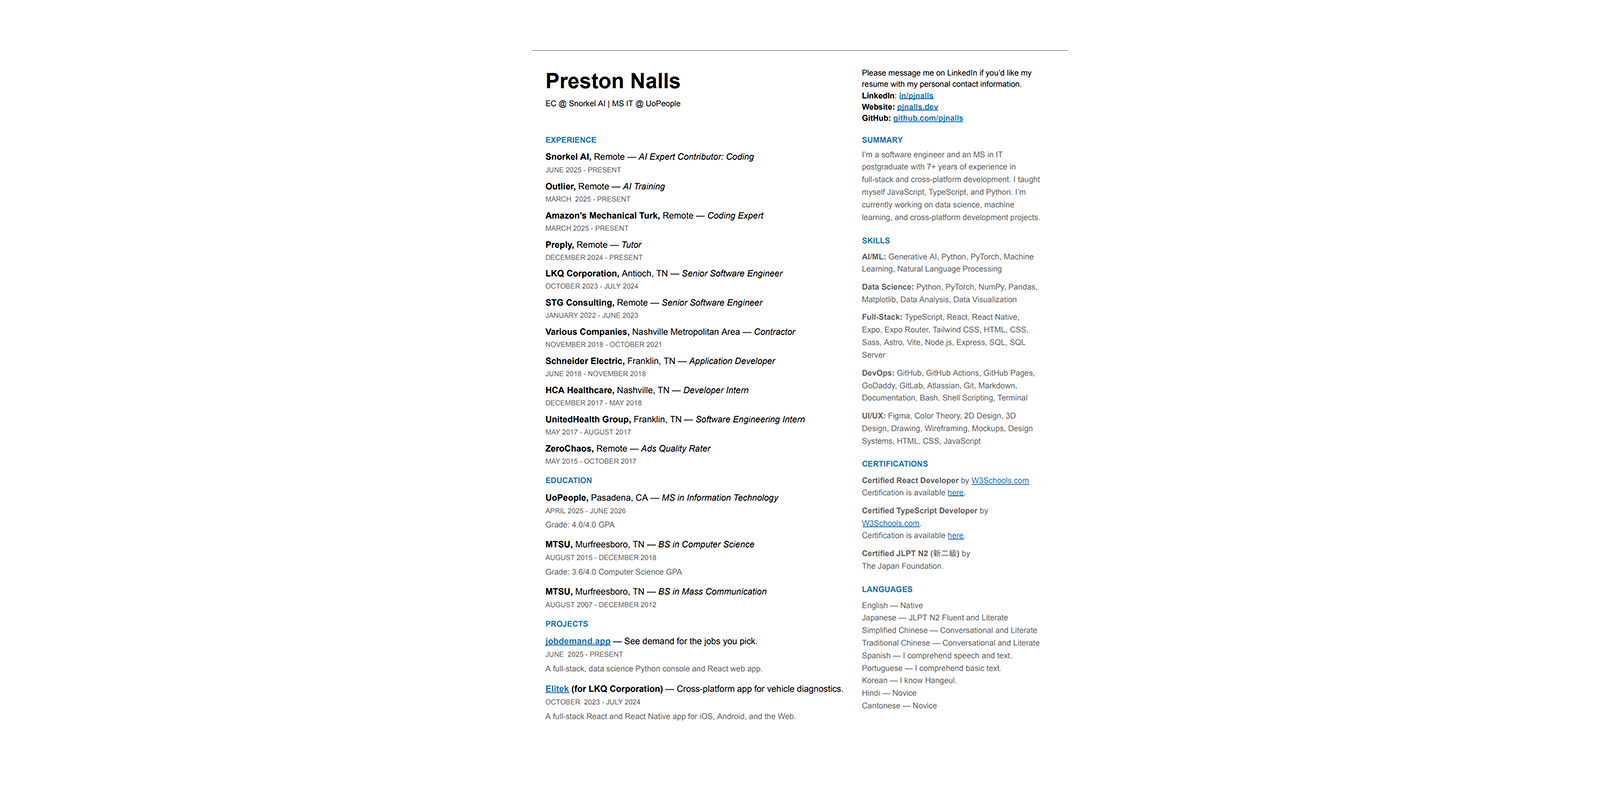 Preston Nalls
EC @ Snorkel AI | MS IT @ UoPeople
EXPERIENCE
Snorkel AI, Remote — AI Expert Contributor: Coding
JUNE 2025 - PRESENT
Outlier, Remote — AI Training
MARCH 2025 - PRESENT
Amazon's Mechanical Turk, Remote — Coding Expert
MARCH 2025 - PRESENT
Preply, Remote — Tutor
DECEMBER 2024 - PRESENT
LKQ Corporation, Antioch, TN — Senior Software Engineer
OCTOBER 2023 - JULY 2024
STG Consulting, Remote — Senior Software Engineer
JANUARY 2022 - JUNE 2023
Various Companies, Nashville Metropolitan Area — Contractor
NOVEMBER 2018 - OCTOBER 2021
Schneider Electric, Franklin, TN — Application Developer
JUNE 2018 - NOVEMBER 2018
HCA Healthcare, Nashville, TN — Developer Intern
DECEMBER 2017 - MAY 2018
UnitedHealth Group, Franklin, TN — Software Engineering Intern
MAY 2017 - AUGUST 2017
ZeroChaos, Remote — Ads Quality Rater
MAY 2015 - OCTOBER 2017
EDUCATION
UoPeople, Pasadena, CA — MS in Information Technology
APRIL 2025 - JUNE 2026
Grade: 4.0/4.0 GPA
MTSU, Murfreesboro, TN — BS in Computer Science
AUGUST 2015 - DECEMBER 2018
Grade: 3.6/4.0 Computer Science GPA
MTSU, Murfreesboro, TN — BS in Mass Communication
AUGUST 2007 - DECEMBER 2012
PROJECTS
jobdemand.app — See demand for the jobs you pick.
JUNE 2025 - PRESENT
A full-stack, data science Python console and React web app.
Elitek (for LKQ Corporation) — Cross-platform app for vehicle diagnostics.
OCTOBER 2023 - JULY 2024
A full-stack React and React Native app for iOS, Android, and the Web.
Please message me on LinkedIn if you'd like my
resume with my personal contact information.
LinkedIn: in/pjnalls
Website: pjnalls.dev
GitHub: github.com/pjnalls
SUMMARY
I'm a software engineer and an MS in IT
postgraduate with 7+ years of experience in
full-stack and cross-platform development. I taught
myself JavaScript, TypeScript, and Python. I'm
currently working on data science, machine
learning, and cross-platform development projects.
SKILLS
AI/ML: Generative AI, Python, PyTorch, Machine
Learning, Natural Language Processing
Data Science: Python, PyTorch, NumPy, Pandas,
Matplotlib, Data Analysis, Data Visualization
Full-Stack: TypeScript, React, React Native,
Expo, Expo Router, Tailwind CSS, HTML, CSS,
Sass, Astro, Vite, Node.js, Express, SQL, SQL
Server
DevOps: GitHub, GitHub Actions, GitHub Pages,
GoDaddy, GitLab, Atlassian, Git, Markdown,
Documentation, Bash, Shell Scripting, Terminal
UI/UX: Figma, Color Theory, 2D Design, 3D
Design, Drawing, Wireframing, Mockups, Design
Systems, HTML, CSS, JavaScript
CERTIFICATIONS
Certified React Developer by W3Schools.com
Certification is available here.
Certified TypeScript Developer by
W3Schools.com.
Certification is available here.
Certified JLPT N2 (新二級) by
The Japan Foundation.
LANGUAGES
English — Native
Japanese — JLPT N2 Fluent and Literate
Simplified Chinese — Conversational and Literate
Traditional Chinese — Conversational and Literate
Spanish — I comprehend speech and text.
Portuguese — I comprehend basic text.
Korean — I know Hangeul.
Hindi — Novice
Cantonese — Novice